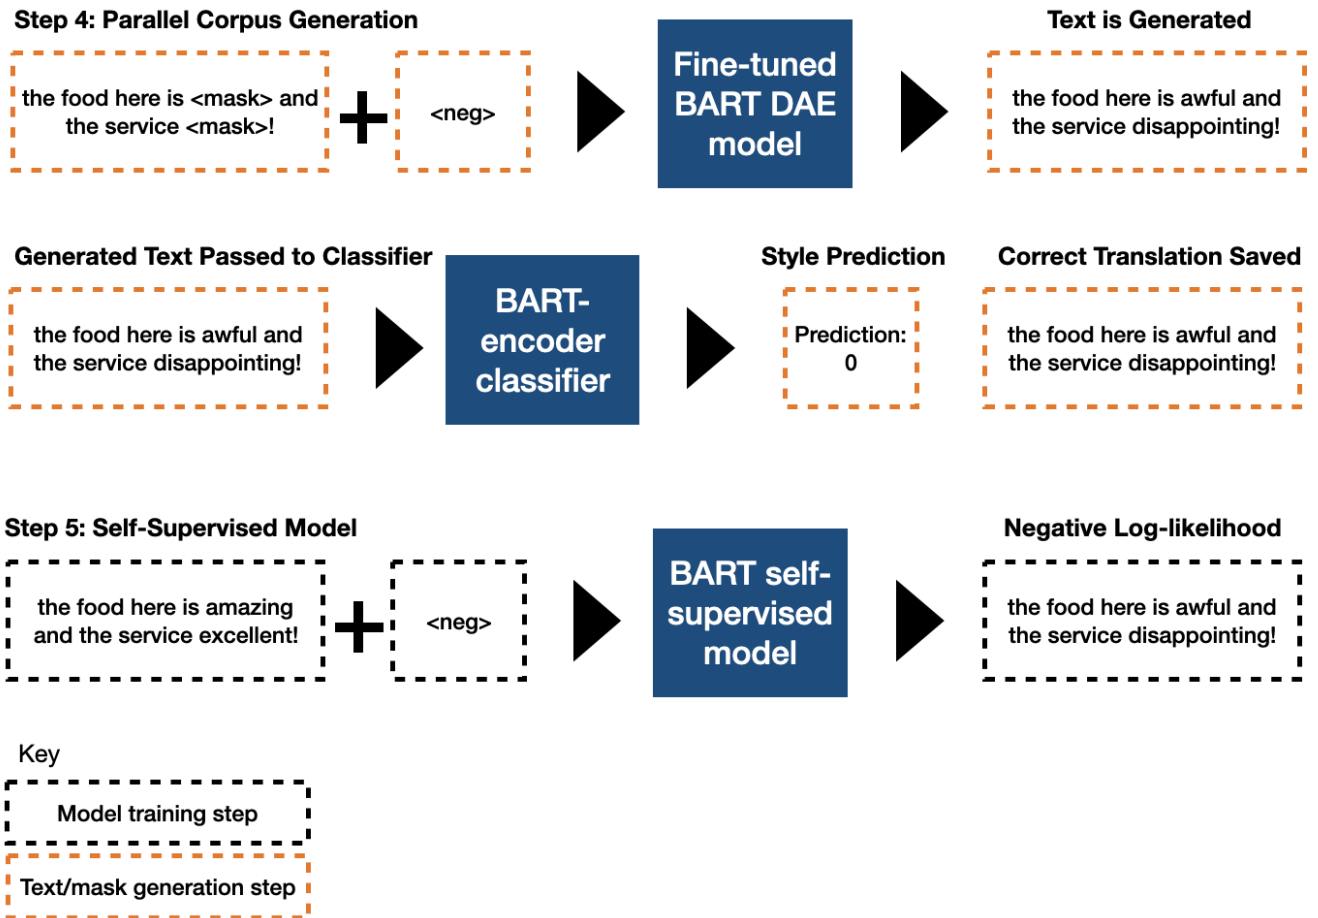 Step 4: Parallel Corpus Generation
Text is Generated
the food here is <mask> and
the service <mask>!
+
<neg>
Fine-tuned
BART DAE
model
the food here is awful and
the service disappointing!
Generated Text Passed to Classifier
Style Prediction
Correct Translation Saved
the food here is awful and
the service disappointing!
BART-
encoder
classifier
Prediction:
0
the food here is awful and
the service disappointing!
Step 5: Self-Supervised Model
Negative Log-likelihood
the food here is amazing
and the service excellent!
+
<neg>
BART self-
supervised
model
the food here is awful and
the service disappointing!
Key
Model training step
Text/mask generation step